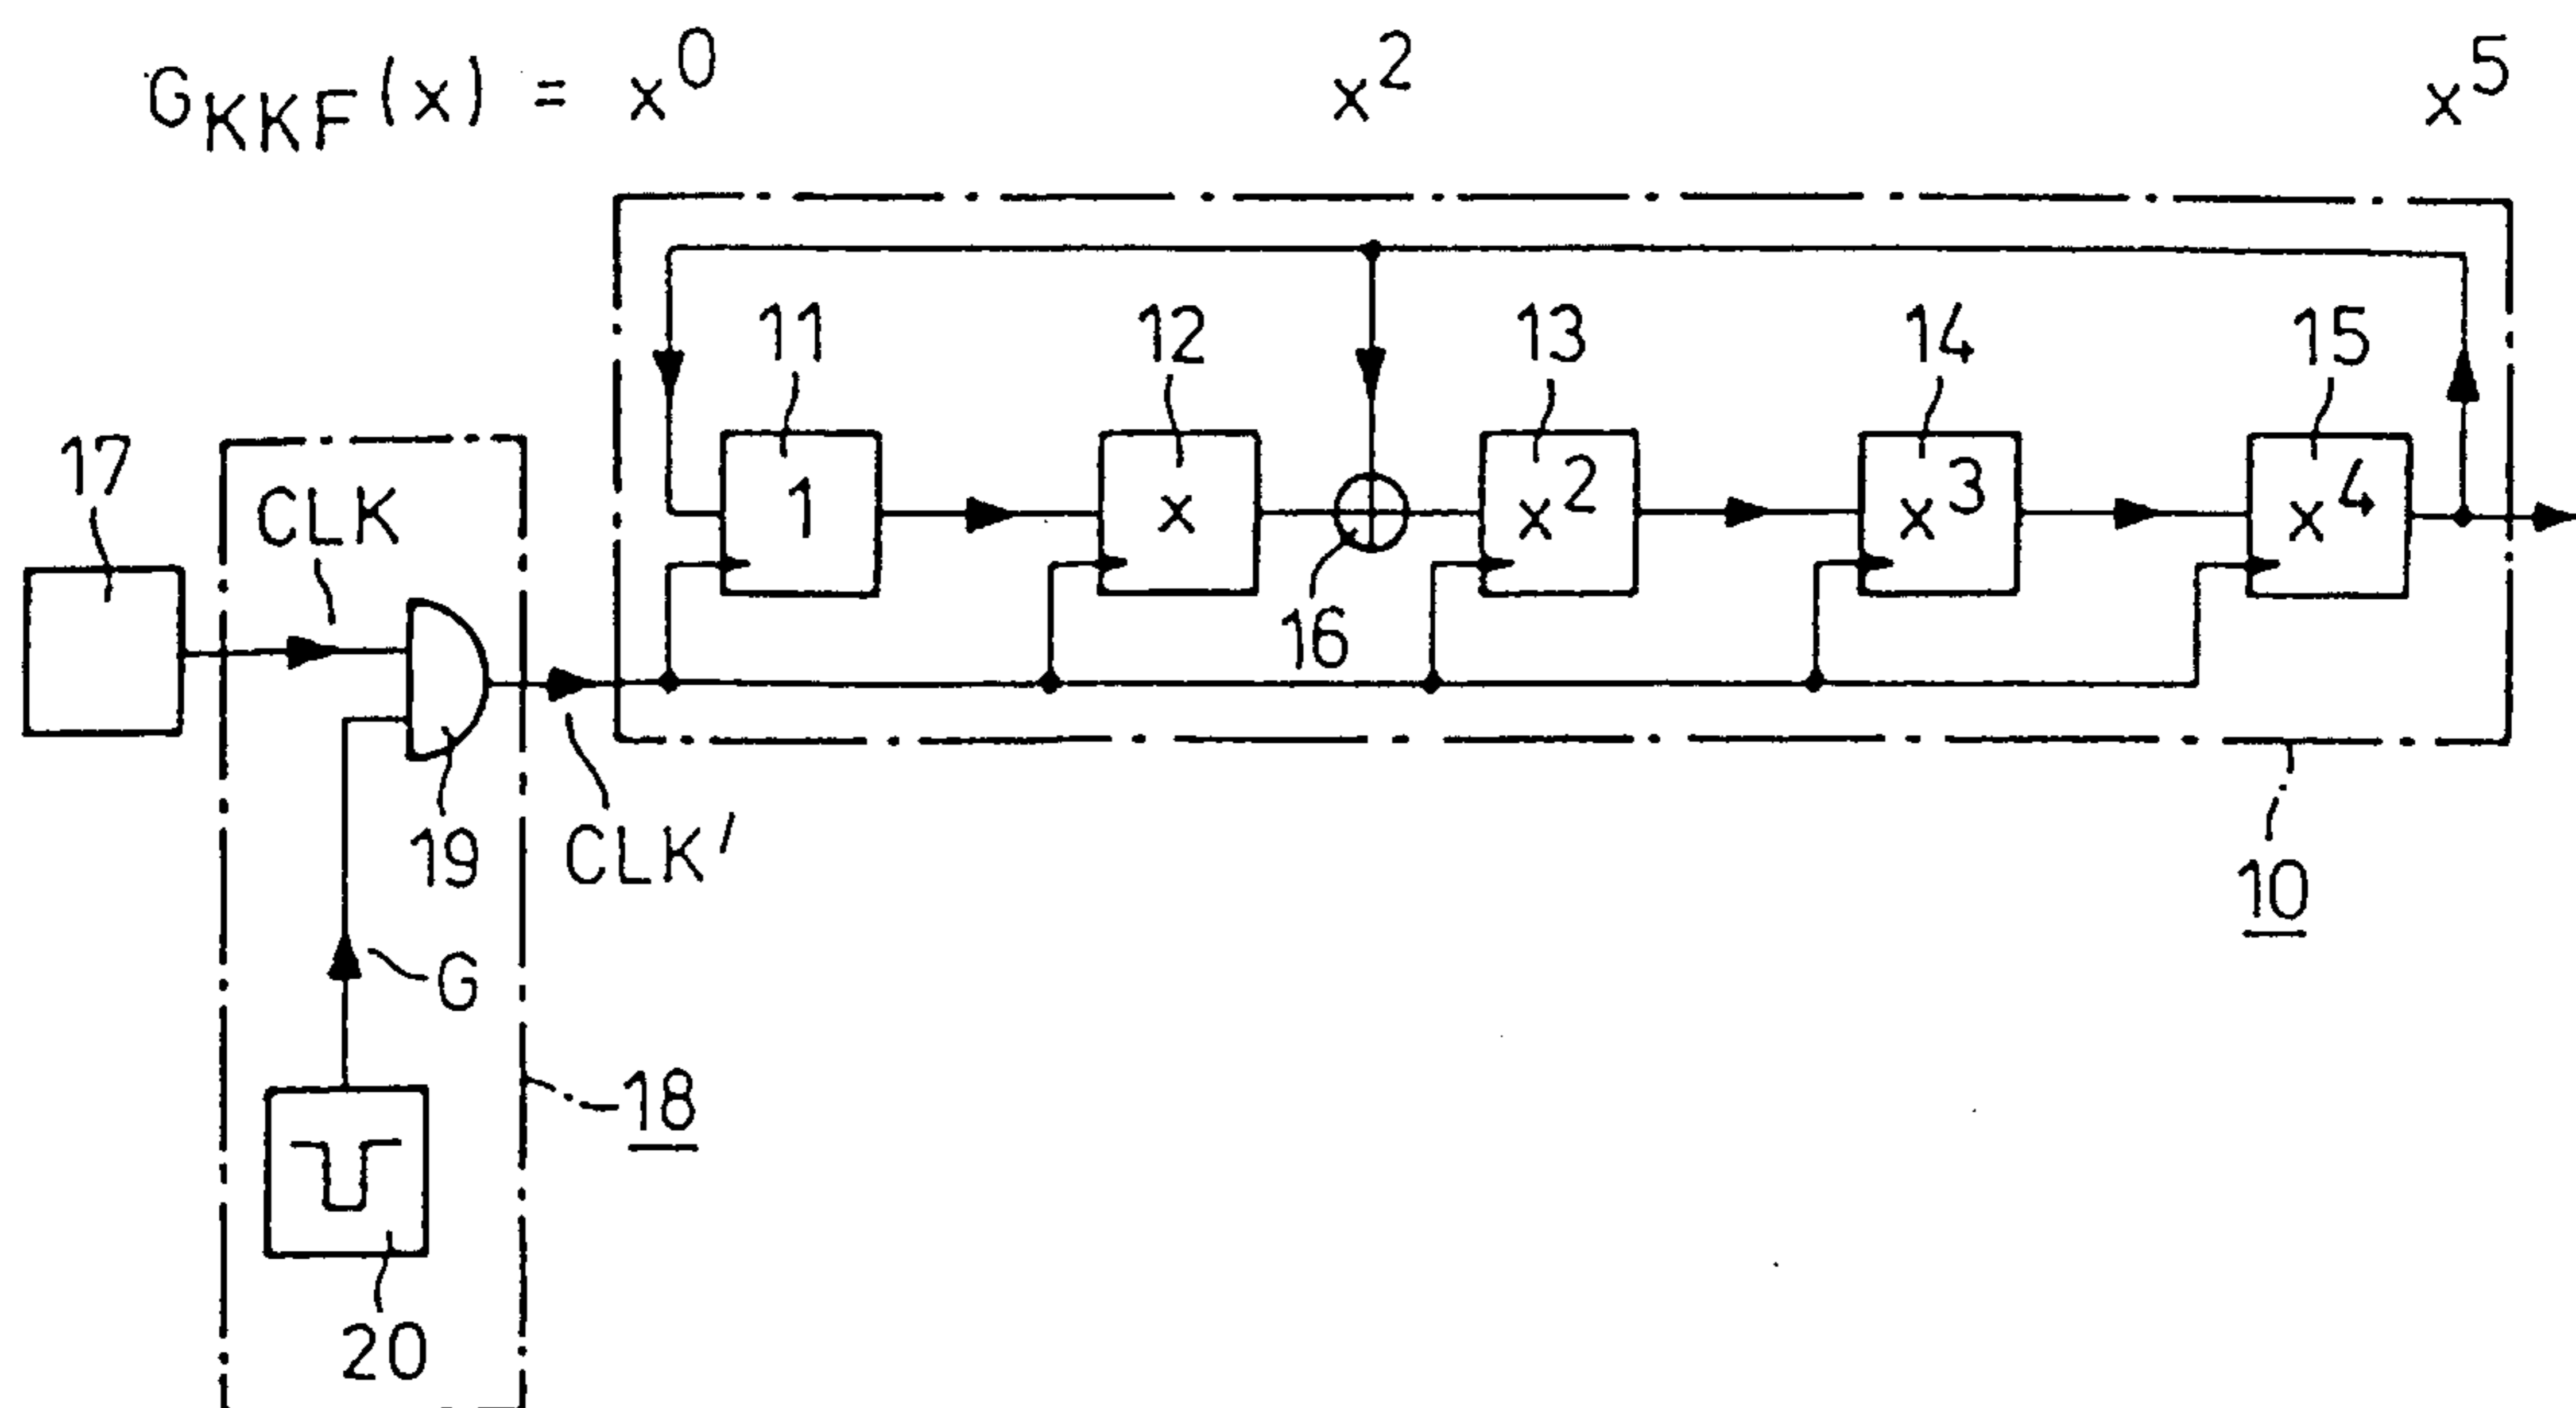 G_KKF(x) = x^0 x^2 x^5
11 12 13 14 15
17
CLK
1 x x^2 x^3 x^4
16
19
CLK'
10
G
18
20